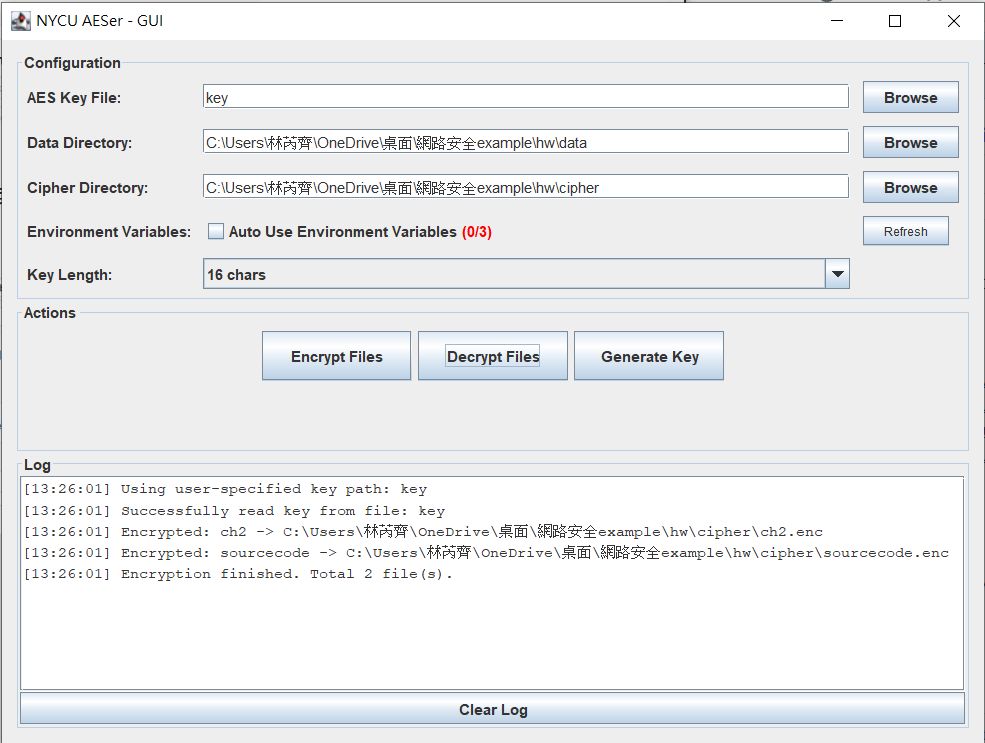 NYCU AESer - GUI
Configuration
AES Key File: key Browse
Data Directory: C:\Users\林芮齊\OneDrive\桌面\網路安全example\hw\data Browse
Cipher Directory: C:\Users\林芮齊\OneDrive\桌面\網路安全example\hw\cipher Browse
Environment Variables: Auto Use Environment Variables (0/3) Refresh
Key Length: 16 chars
Actions
Encrypt Files Decrypt Files Generate Key
Log
[13:26:01] Using user-specified key path: key
[13:26:01] Successfully read key from file: key
[13:26:01] Encrypted: ch2 -> C:\Users\林芮齊\OneDrive\桌面\網路安全example\hw\cipher\ch2.enc
[13:26:01] Encrypted: sourcecode -> C:\Users\林芮齊\OneDrive\桌面\網路安全example\hw\cipher\sourcecode.enc
[13:26:01] Encryption finished. Total 2 file(s).
Clear Log